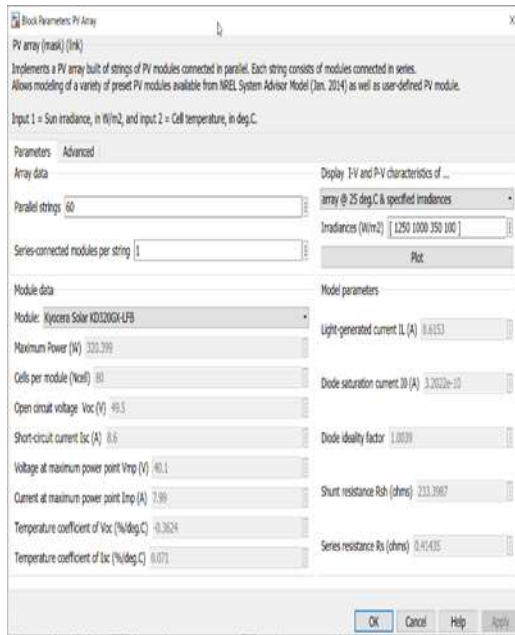 Block Parameters: PV Array
X
PV array (mask) (link)
Implements a PV array built of strings of PV modules connected in parallel. Each string consists of modules connected in series.
Allows modeling of a variety of preset PV modules available from NREL System Advisor Model (Jan. 2014) as well as user-defined PV module.
Input 1 = Sun irradiance, in W/m2, and input 2 = Cell temperature, in deg.C.
Parameters Advanced
Array data
Parallel strings 60
Series-connected modules per string 1
Display I-V and P-V characteristics of ...
array @ 25 deg.C & specified irradiances
Irradiances (W/m2) [ 1250 1000 350 100 ]
Plot
Module data
Module: Kyocera Solar KD320GX-LFB
Maximum Power (W) 320.399
Cells per module (Ncell) 80
Open circuit voltage Voc (V) 49.5
Short-circuit current Isc (A) 8.6
Voltage at maximum power point Vmp (V) 40.1
Current at maximum power point Imp (A) 7.99
Temperature coefficient of Voc (%/deg.C) -0.3624
Temperature coefficient of Isc (%/deg.C) 0.071
Model parameters
Light-generated current IL (A) 8.6153
Diode saturation current I0 (A) 3.2022e-10
Diode ideality factor 1.0039
Shunt resistance Rsh (ohms) 233.3987
Series resistance Rs (ohms) 0.41435
OK Cancel Help Apply